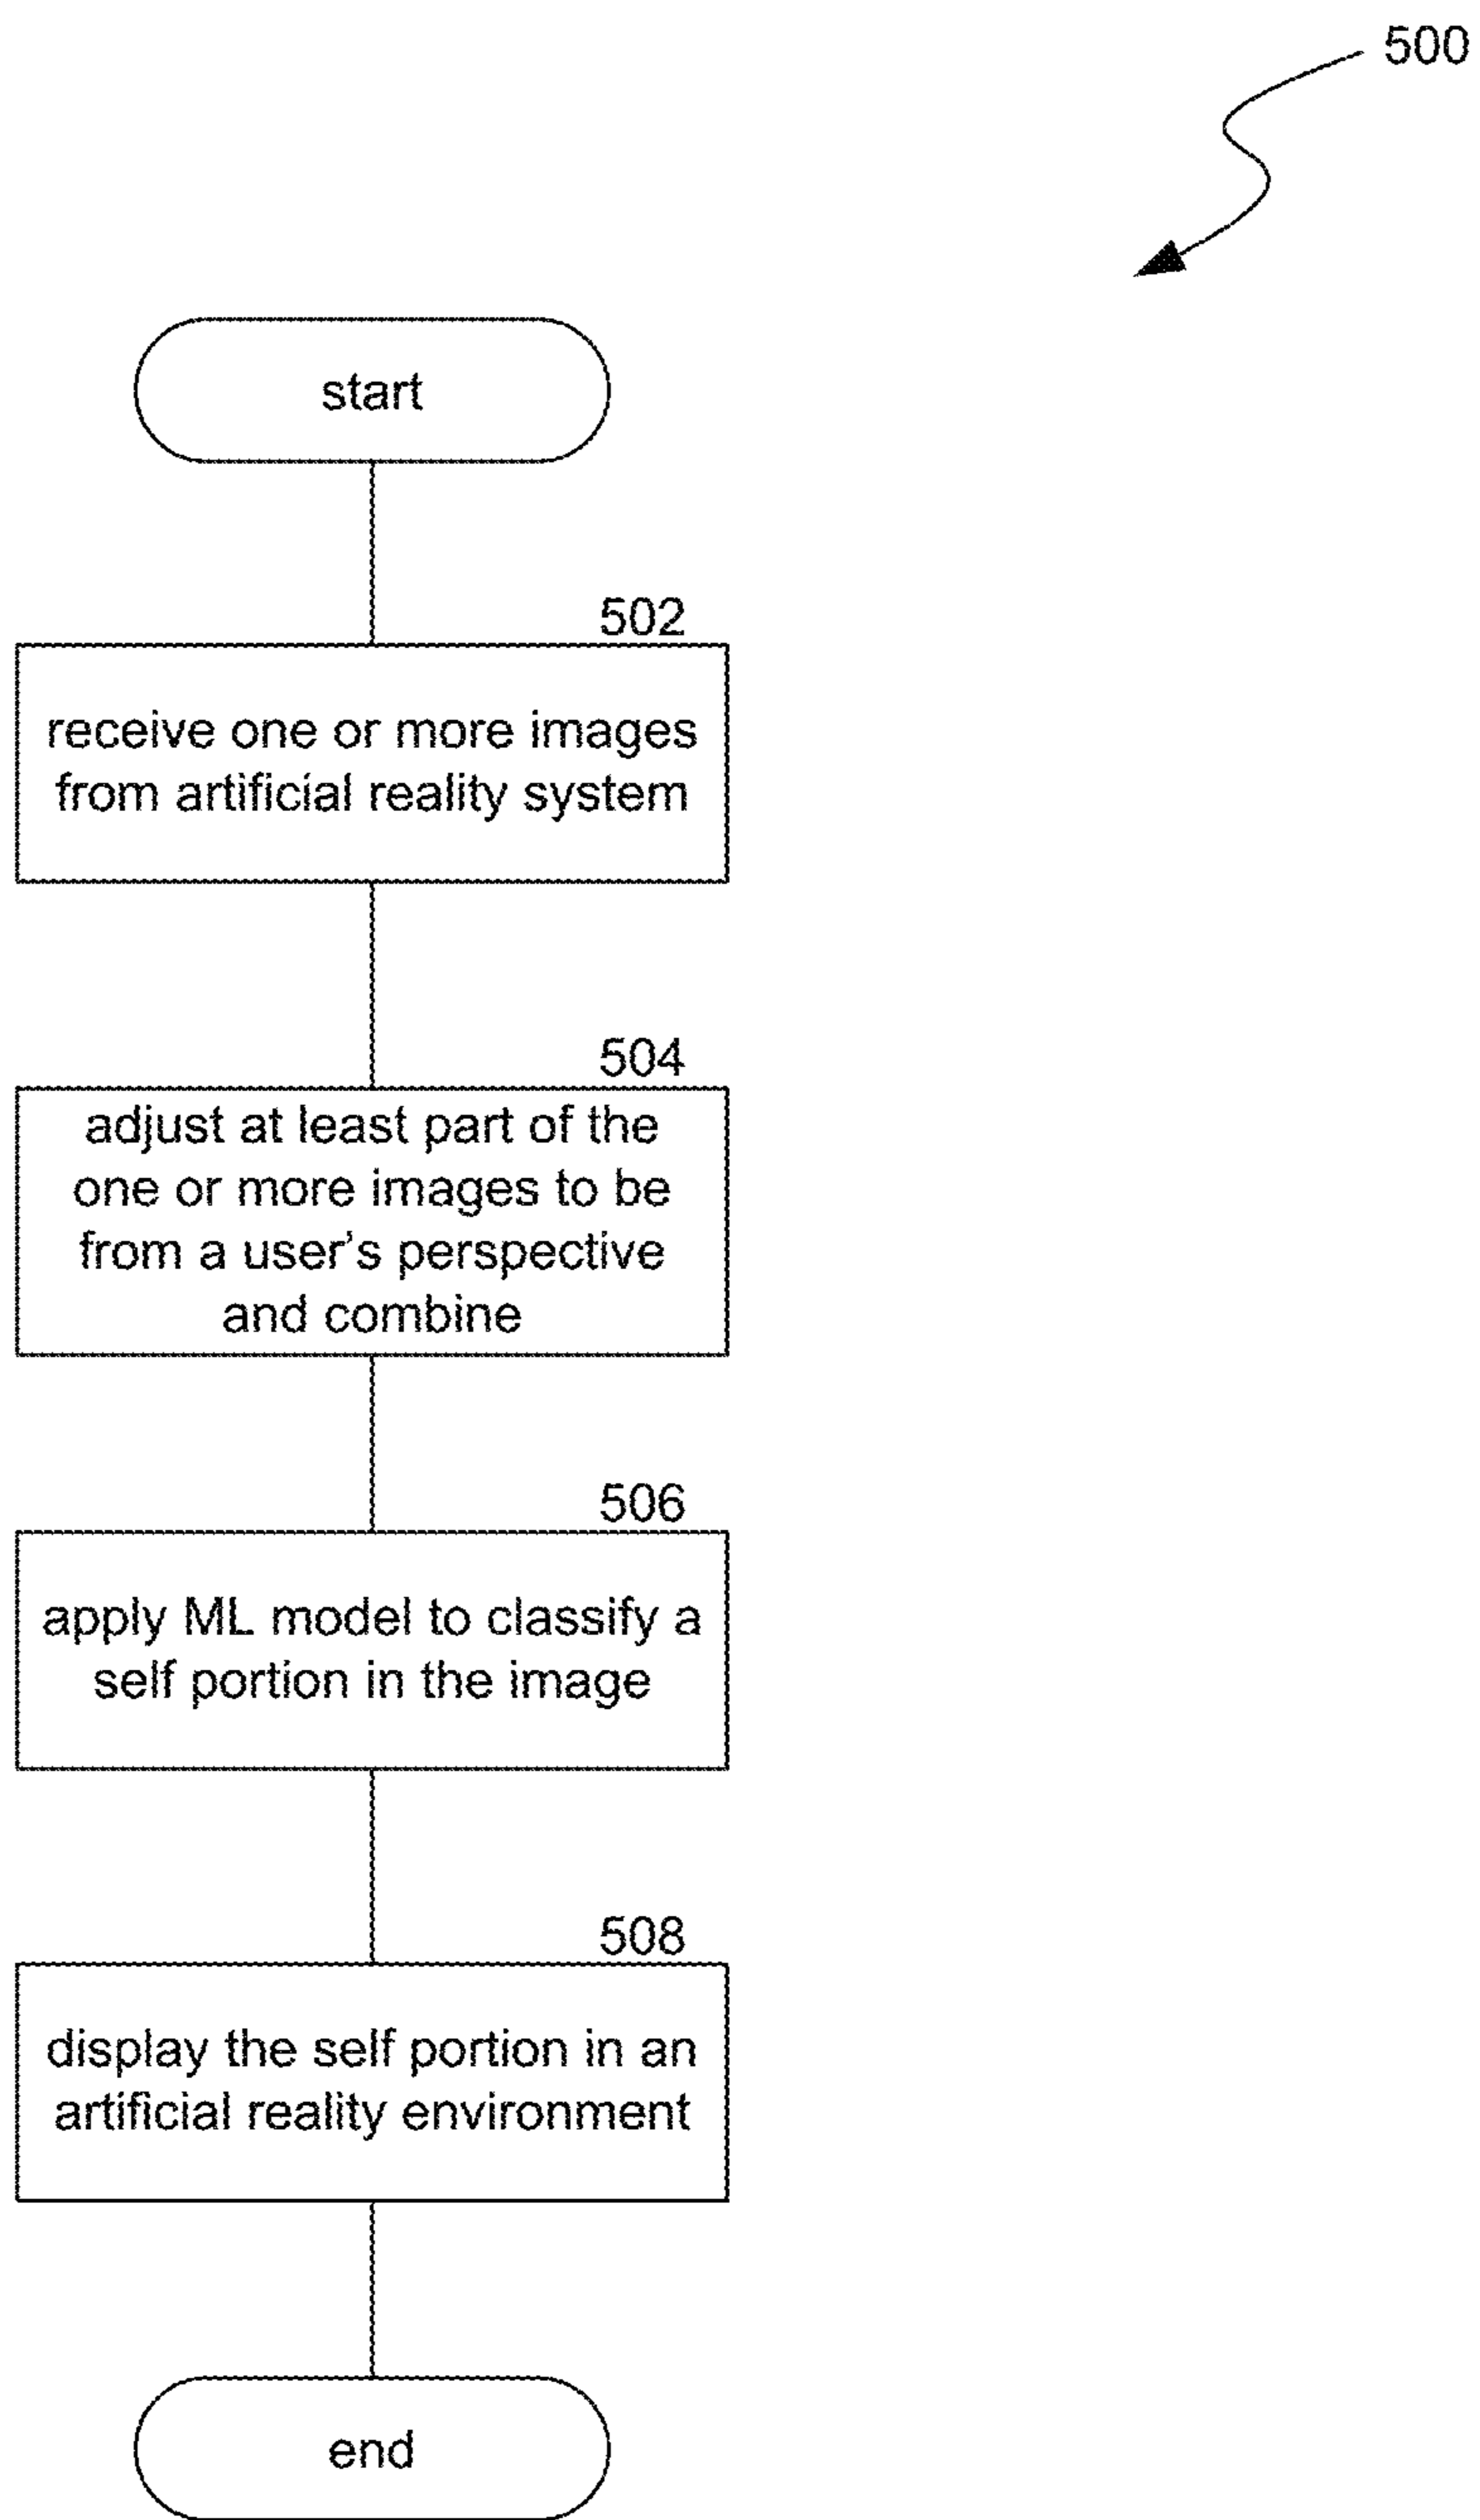 500
start
502
receive one or more images
from artificial reality system
504
adjust at least part of the
one or more images to be
from a user's perspective
and combine
506
apply ML model to classify a
self portion in the image
508
display the self portion in an
artificial reality environment
end